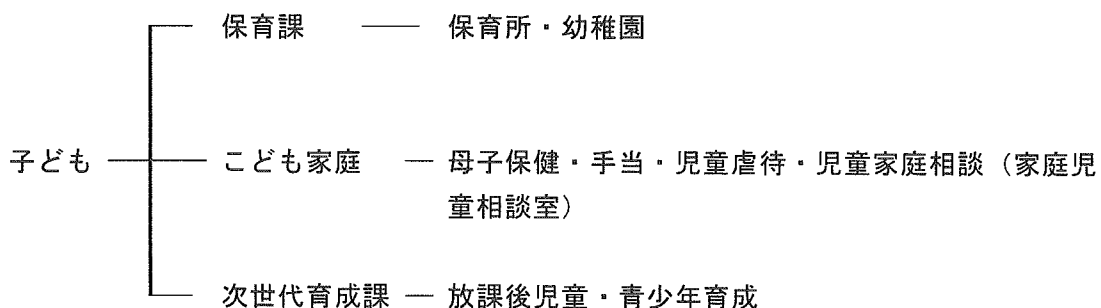 保育課 保育所・幼稚園
子ども こども家庭 母子保健・手当・児童虐待・児童家庭相談（家庭児
童相談室）
次世代育成課 放課後児童・青少年育成